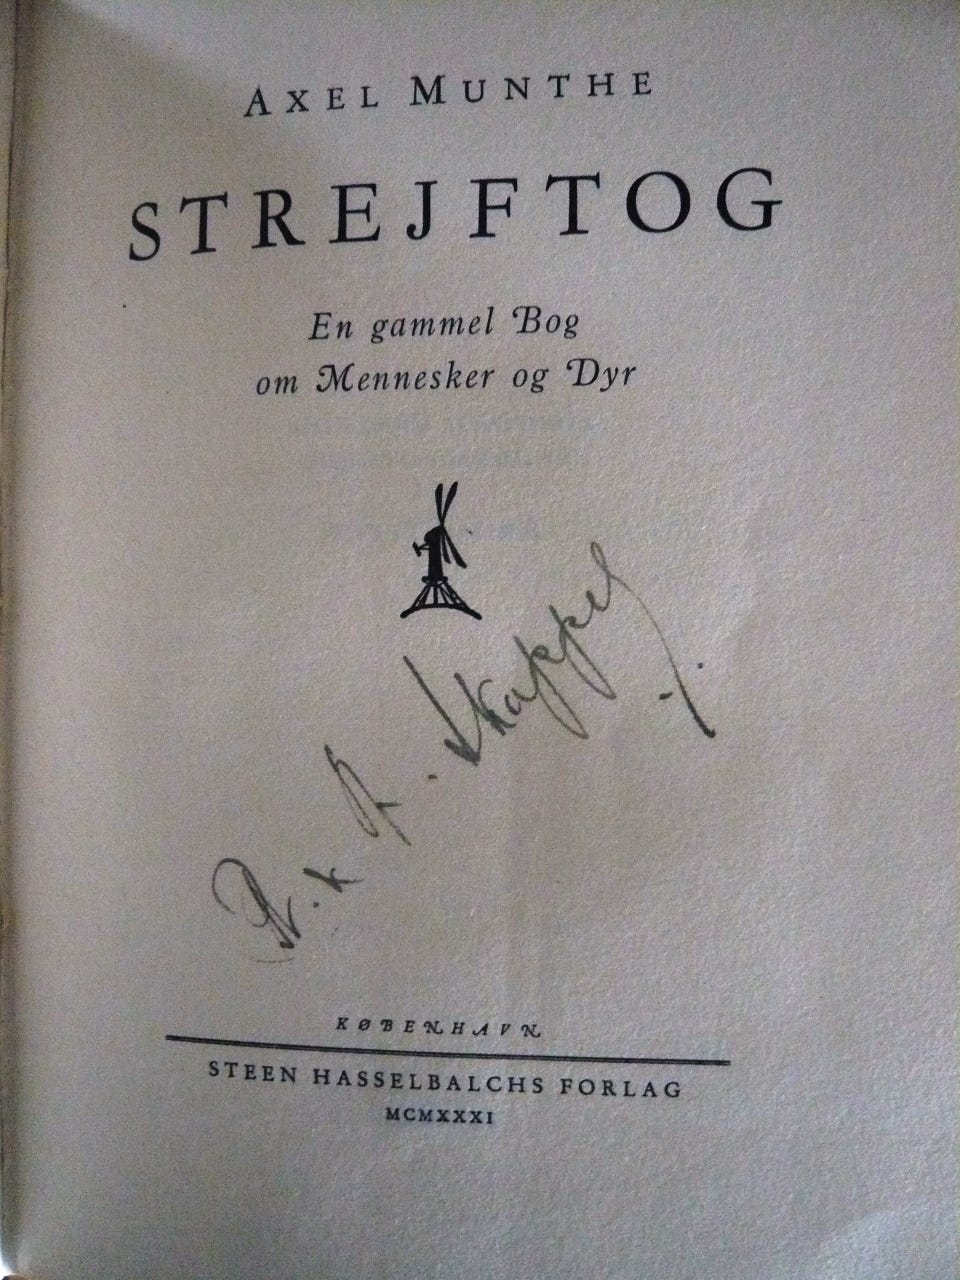 AXEL MUNTHE
STREJFTOG
En gammel Bog
om Mennesker og Dyr
KØBENHAVN
STEEN HASSELBALCHS FORLAG
MCMXXXI